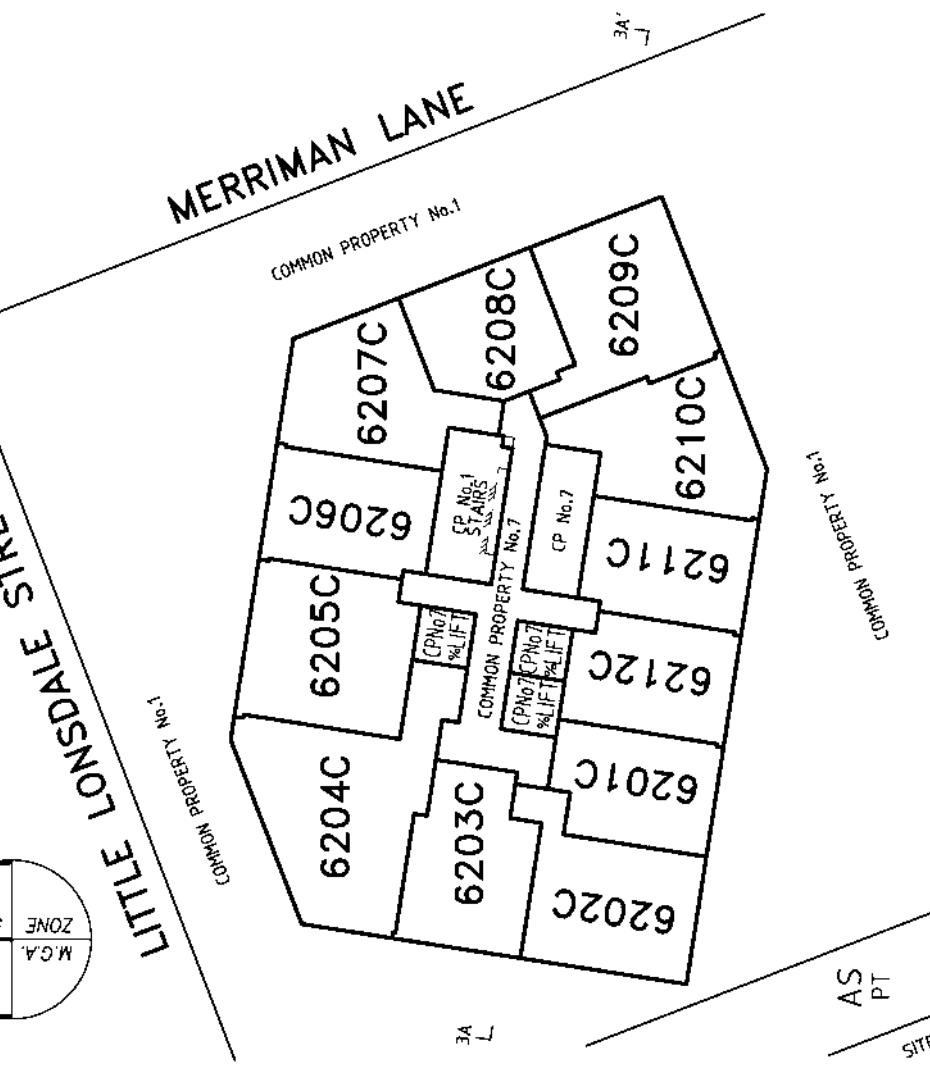 3A'
MERRIMAN LANE
COMMON PROPERTY No.1
6209C
6208C
6207C
6210C
6206C
CP No.1
STAIRS
CP No.7
6211C
COMMON PROPERTY No.7
COMMON PROPERTY No.1
6205C
CPNo7
%LIFT
CPNo7
%LIFT
CPNo7
%LIFT
6212C
6201C
6204C
6203C
6202C
COMMON PROPERTY No.1
LITTLE LONSDALE STRE
M.G.A.
ZONE
3A
AS
PT
SITE